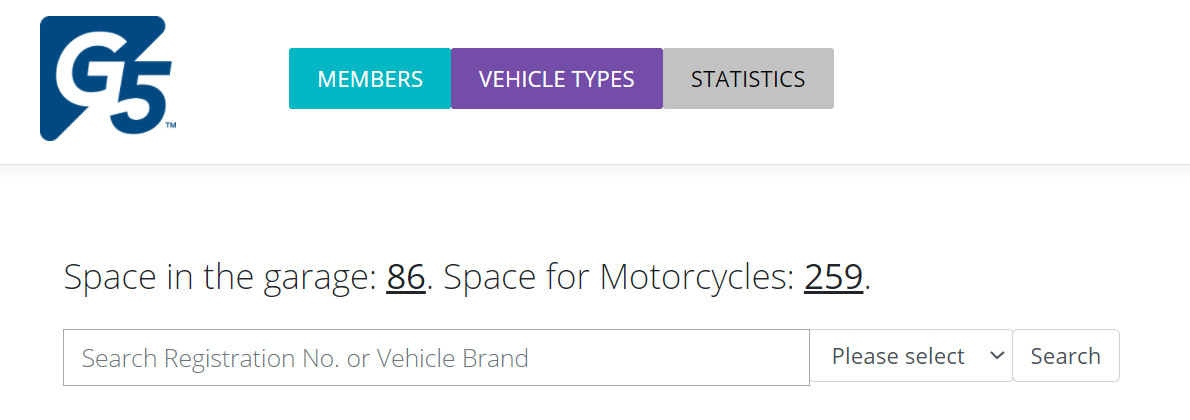 G5™
MEMBERS VEHICLE TYPES STATISTICS
Space in the garage: 86. Space for Motorcycles: 259.
Search Registration No. or Vehicle Brand Please select Search